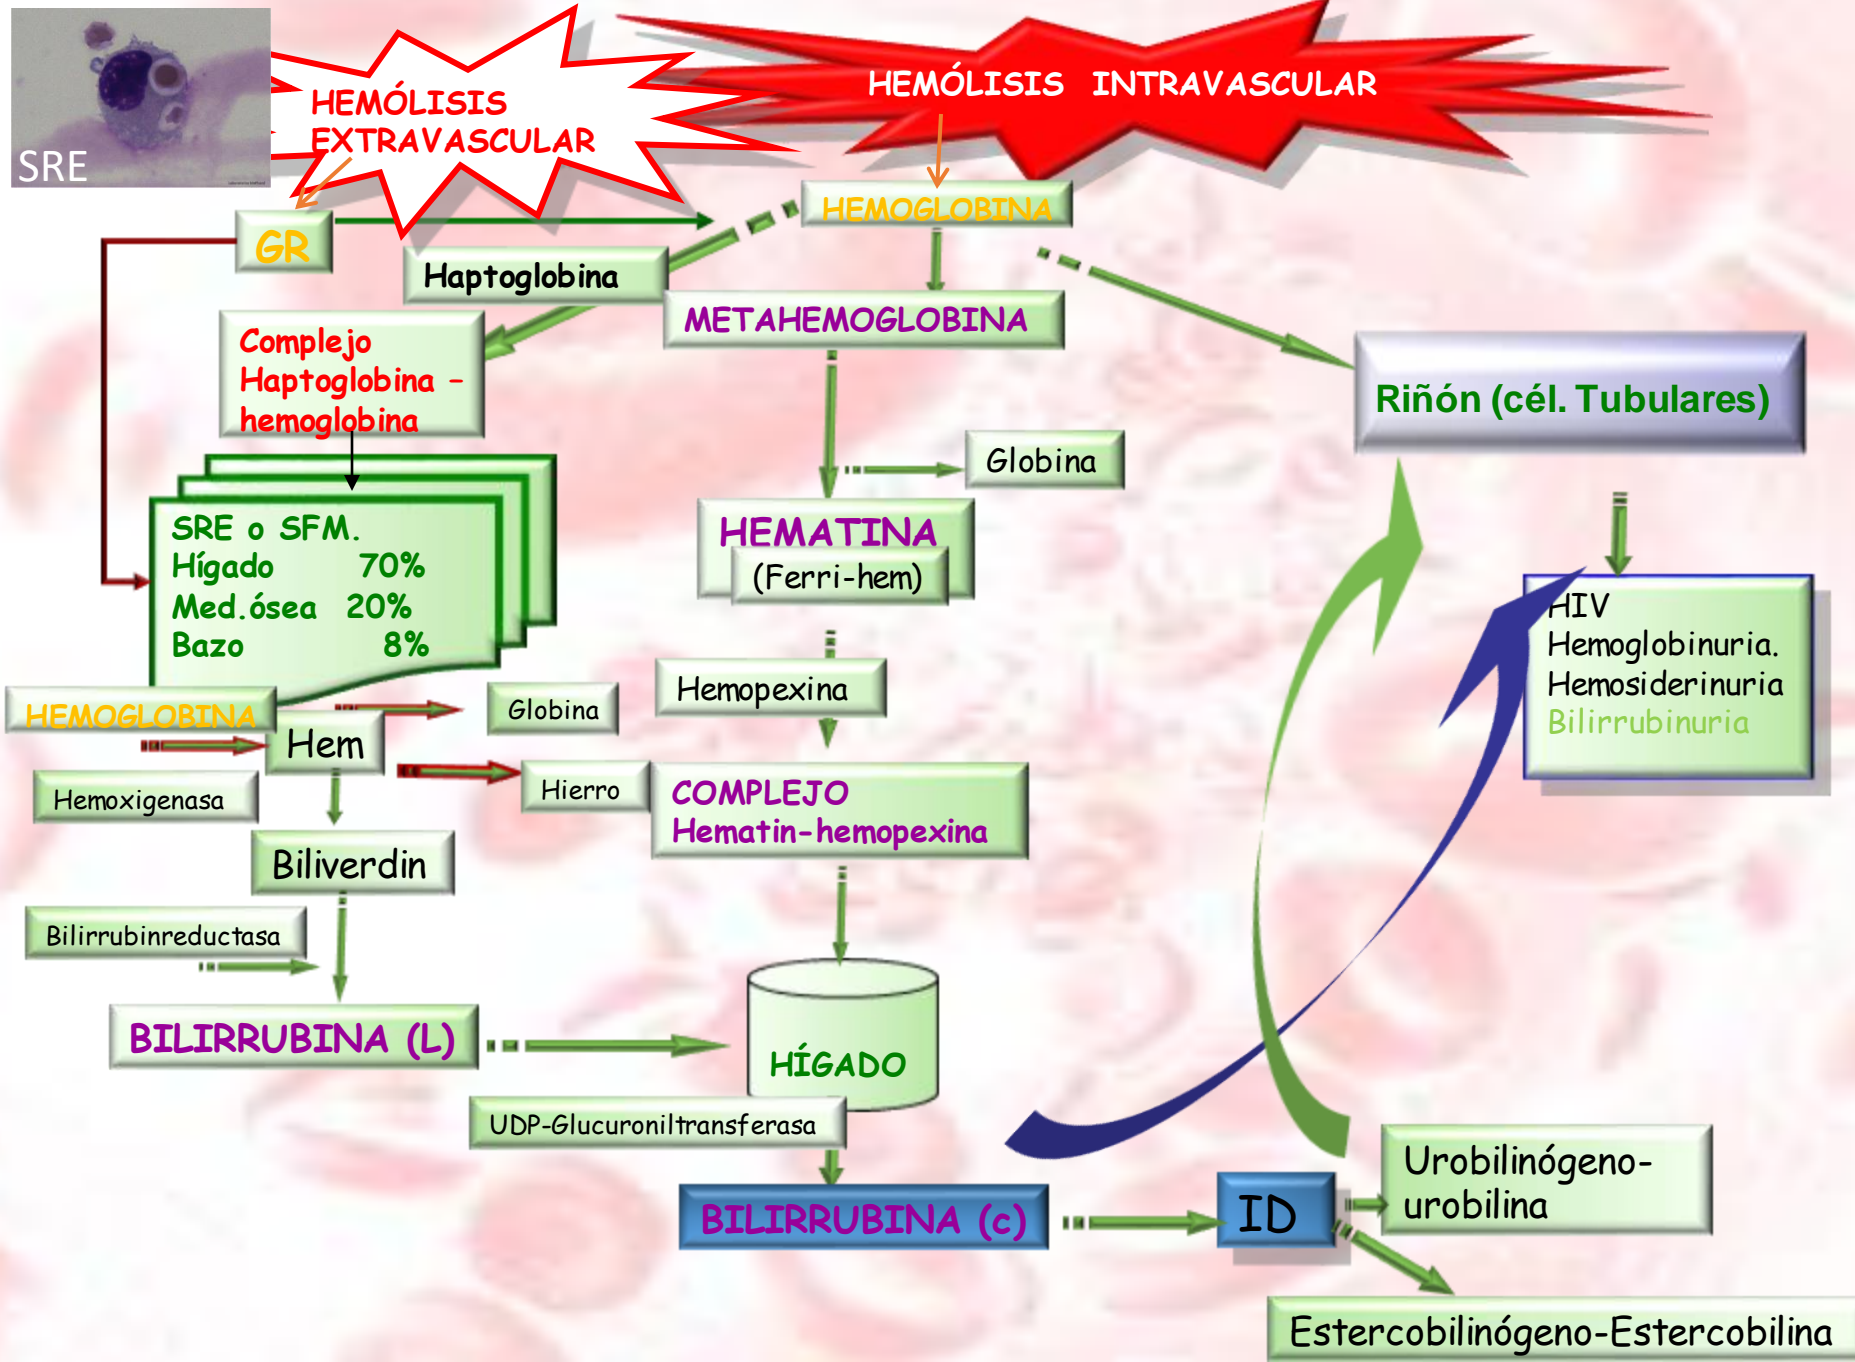 SRE
HEMÓLISIS
EXTRAVASCULAR
HEMÓLISIS INTRAVASCULAR
GR
HEMOGLOBINA
Haptoglobina
METAHEMOGLOBINA
Complejo
Haptoglobina –
hemoglobina
Riñón (cél. Tubulares)
Globina
SRE o SFM.
Hígado 70%
Med.ósea 20%
Bazo 8%
HEMATINA
(Ferri-hem)
HIV
Hemoglobinuria.
Hemosiderinuria
Bilirrubinuria
Hemopexina
HEMOGLOBINA
Globina
Hem
Hemoxigenasa
Hierro
COMPLEJO
Hematin-hemopexina
Biliverdin
Bilirrubinreductasa
BILIRRUBINA (L)
HÍGADO
UDP-Glucuroniltransferasa
BILIRRUBINA (c)
ID
Urobilinógeno-
urobilina
Estercobilinógeno-Estercobilina